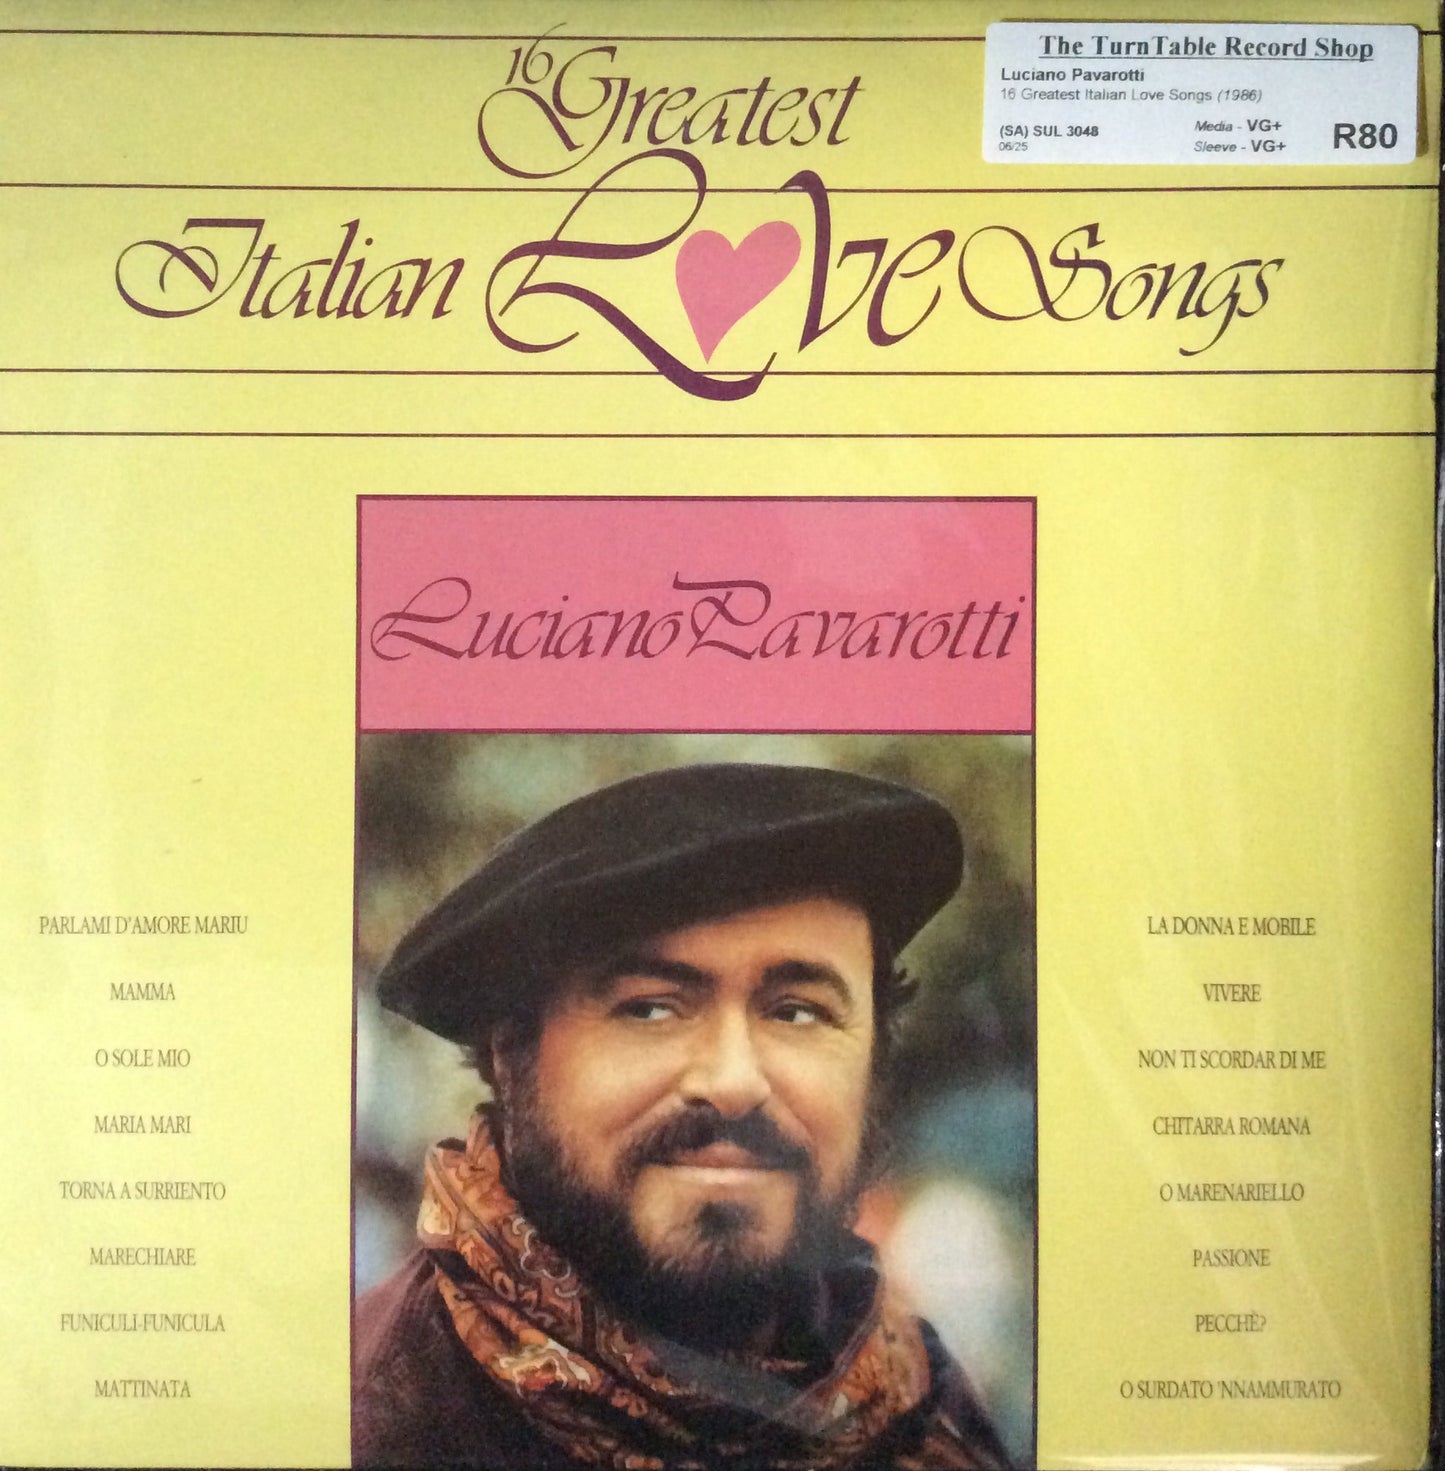 The TurnTable Record Shop
Luciano Pavarotti
16 Greatest Italian Love Songs (1986)
(SA) SUL 3048
06/25
Media - VG+
Sleeve - VG+
R80
16 Greatest
Italian Love Songs
Luciano Pavarotti
PARLAMI D'AMORE MARIU
MAMMA
O SOLE MIO
MARIA MARI
TORNA A SURRIENTO
MARECHIARE
FUNICULI-FUNICULA
MATTINATA
LA DONNA E MOBILE
VIVERE
NON TI SCORDAR DI ME
CHITARRA ROMANA
O MARENARIELLO
PASSIONE
PECCHÈ?
O SURDATO 'NNAMMURATO